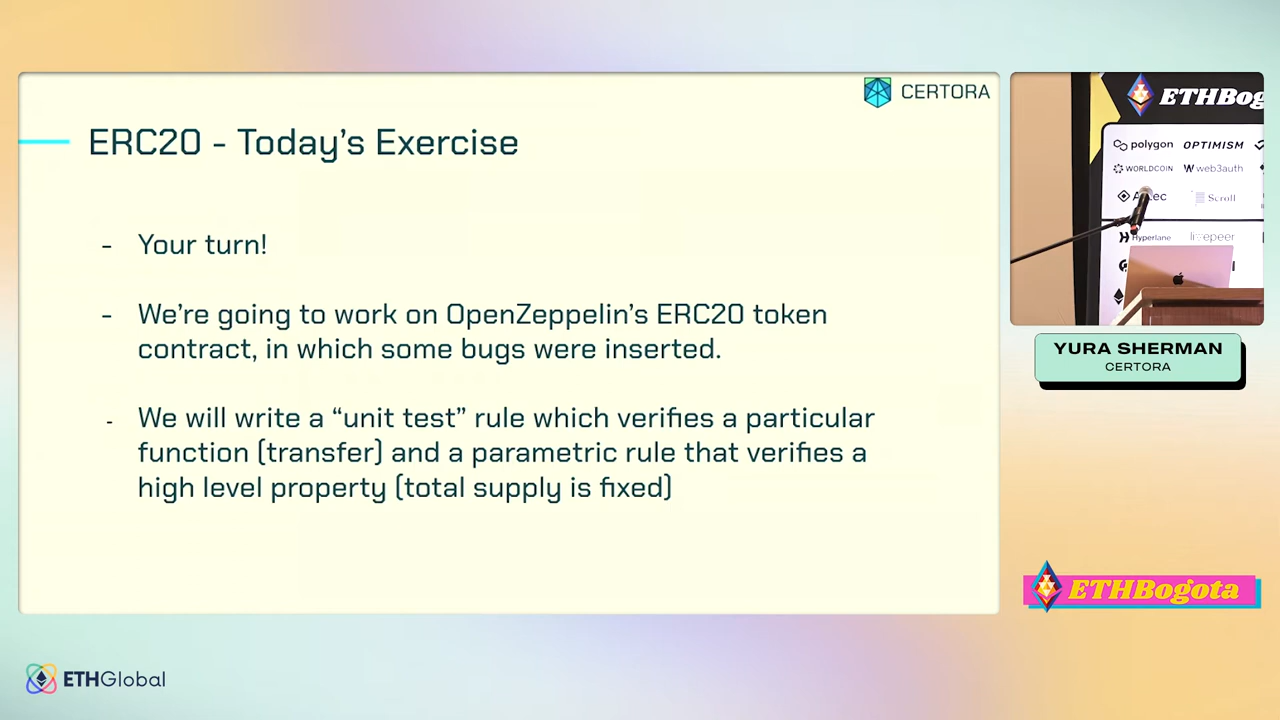 CERTORA
ERC20 - Today's Exercise
- Your turn!
- We're going to work on OpenZeppelin's ERC20 token
contract, in which some bugs were inserted.
- We will write a “unit test” rule which verifies a particular
function (transfer) and a parametric rule that verifies a
high level property (total supply is fixed)
ETHBog
polygon
OPTIMISM
WORLDCOIN
web3auth
Scroll
Hyperlane
livepeer
YURA SHERMAN
CERTORA
ETHBogota
ETHGlobal